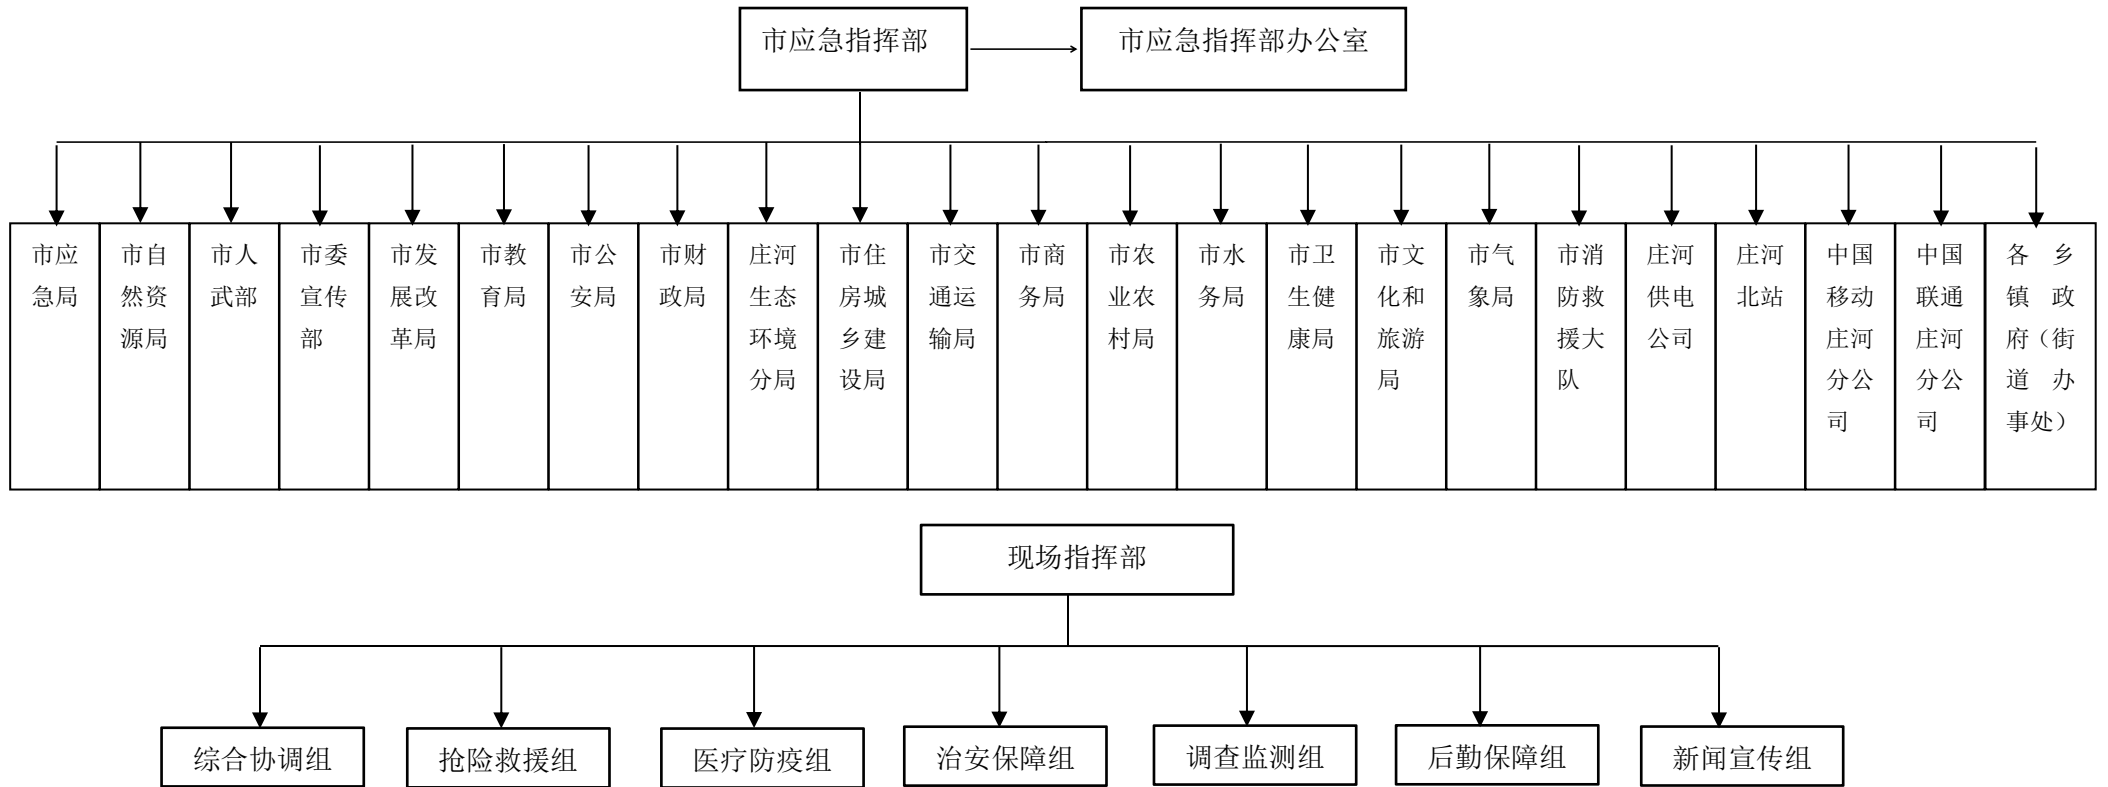 市应急指挥部
市应急指挥部办公室
市应
急局
市自
然资
源局
市人
武部
市委
宣传
部
市发
展改
革局
市教
育局
市公
安局
市财
政局
庄河
生态
环境
分局
市住
房城
乡建
设局
市交
通运
输局
市商
务局
市农
业农
村局
市水
务局
市卫
生健
康局
市文
化和
旅游
局
市气
象局
市消
防救
援大
队
庄河
供电
公司
庄河
北站
中国
移动
庄河
分公
司
中国
联通
庄河
分公
司
各乡
镇政
府（街
道办
事处）
现场指挥部
综合协调组
抢险救援组
医疗防疫组
治安保障组
调查监测组
后勤保障组
新闻宣传组